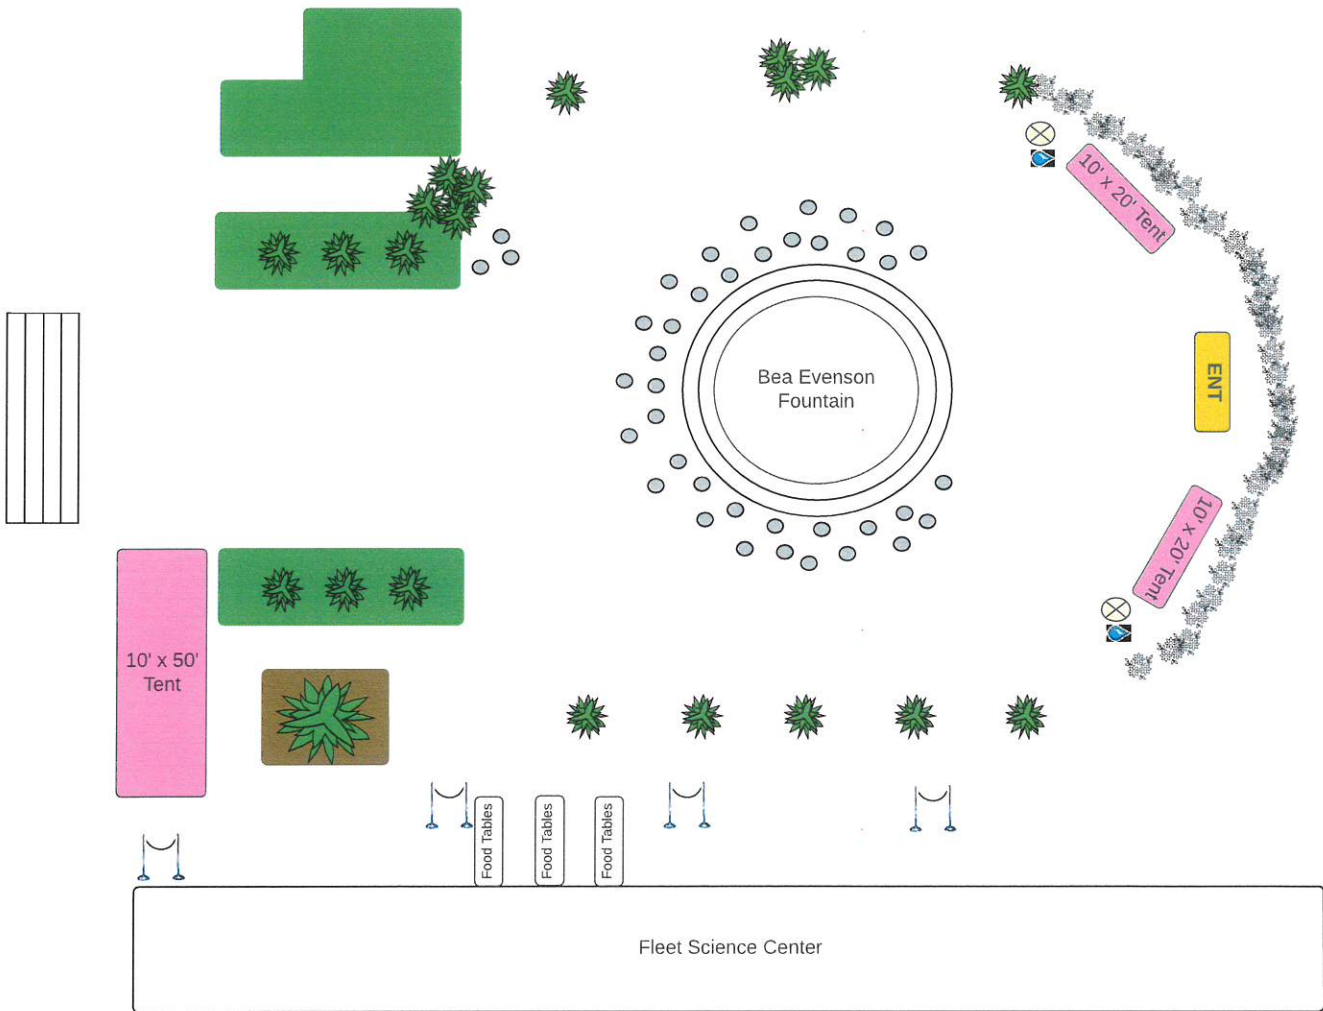 10' x 20' Tent
Bea Evenson
Fountain
ENT
10' x 20' Tent
10' x 50'
Tent
Food Tables
Food Tables
Food Tables
Fleet Science Center